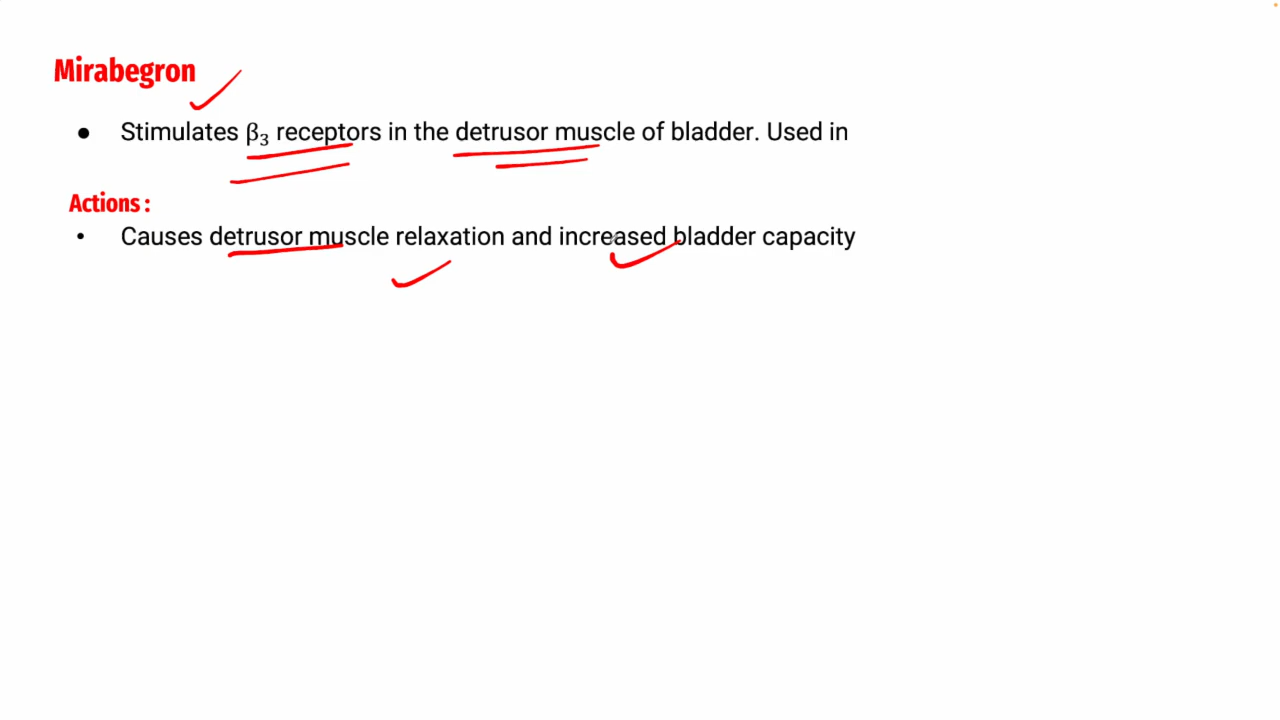 Mirabegron
● Stimulates β₃ receptors in the detrusor muscle of bladder. Used in
Actions :
• Causes detrusor muscle relaxation and increased bladder capacity